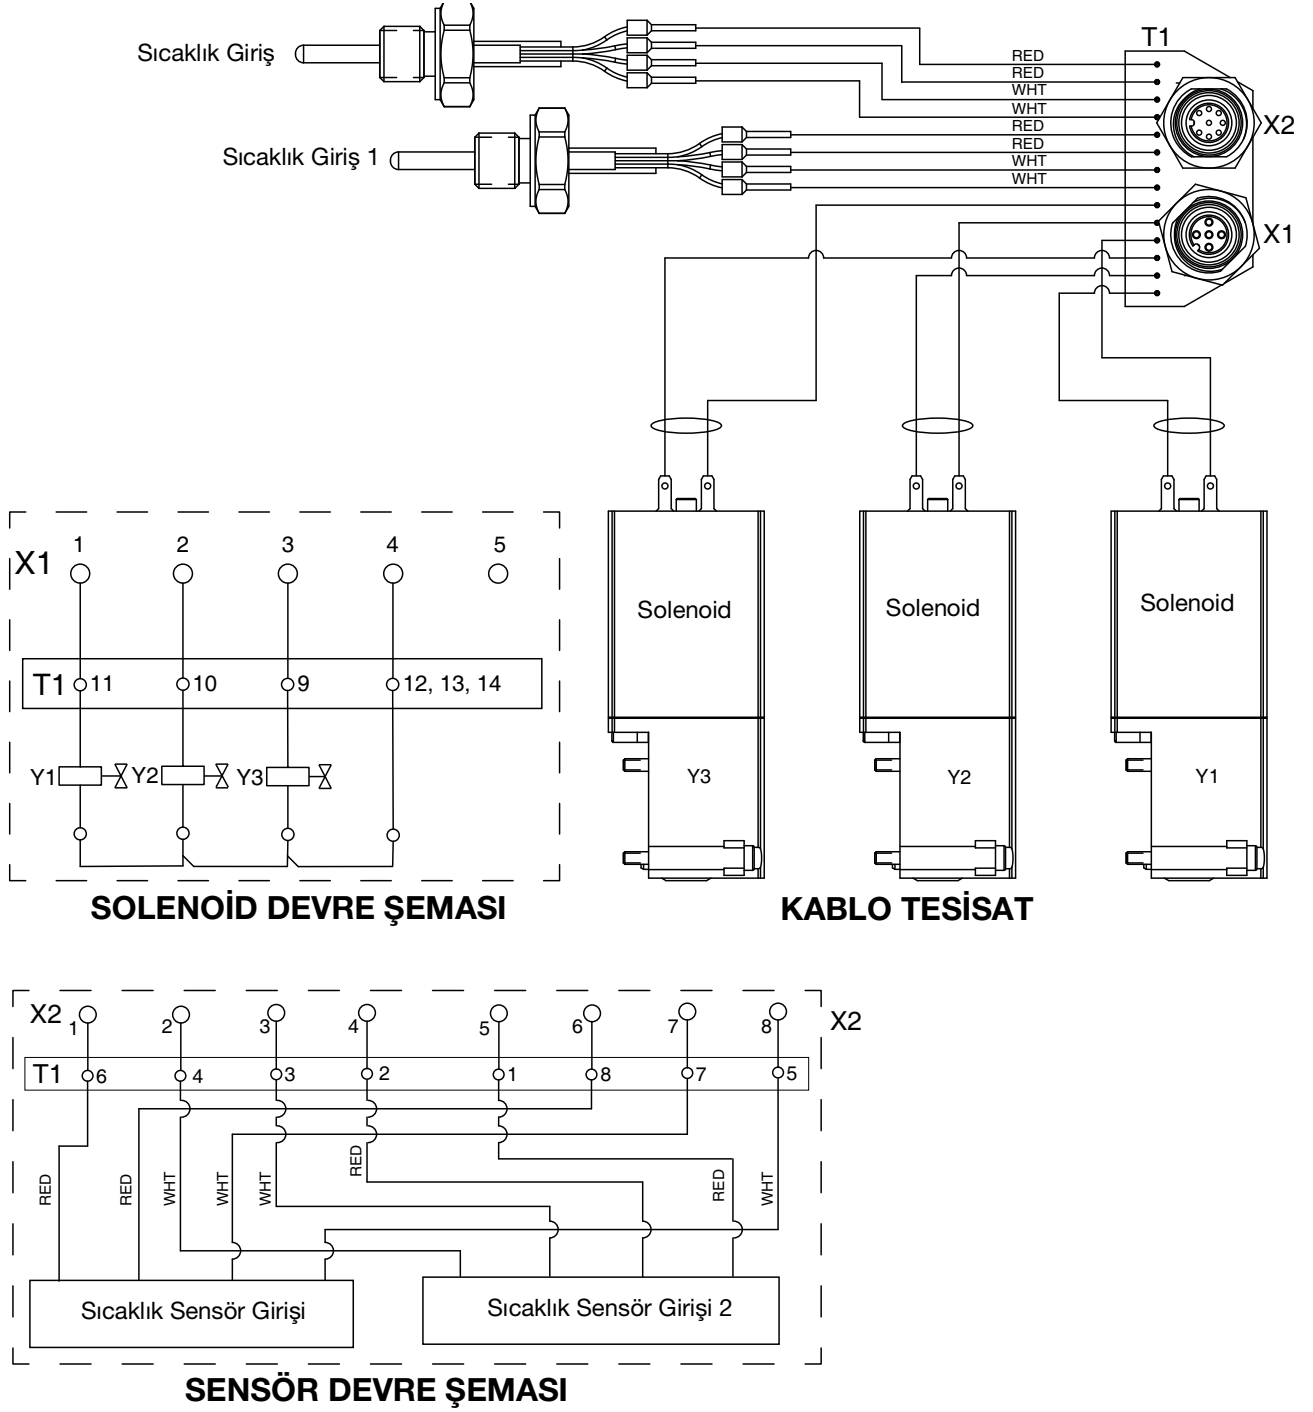 Sıcaklık Giriş
T1
RED
RED
WHT
WHT
X2
Sıcaklık Giriş 1
RED
RED
WHT
WHT
X1
X1
1
2
3
4
5
T1
11
10
9
12, 13, 14
Y1
Y2
Y3
SOLENOİD DEVRE ŞEMASI
Solenoid
Solenoid
Solenoid
Y3
Y2
Y1
KABLO TESİSAT
X2
1
2
3
4
5
6
7
8
X2
T1
6
4
3
2
1
8
7
5
RED
RED
WHT
WHT
WHT
RED
RED
WHT
Sıcaklık Sensör Girişi
Sıcaklık Sensör Girişi 2
SENSÖR DEVRE ŞEMASI